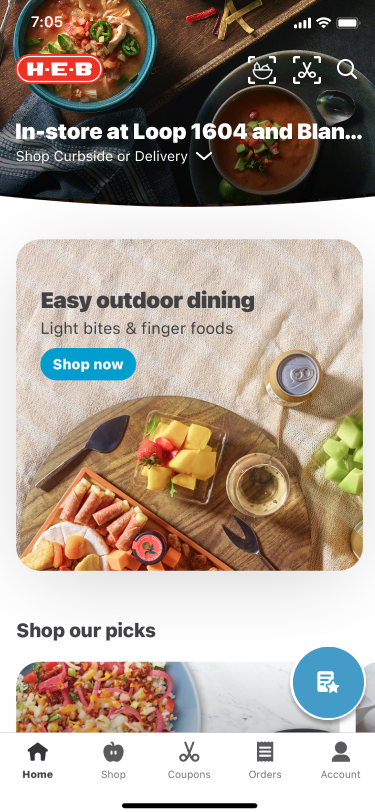 7:05
H-E-B
In-store at Loop 1604 and Blan...
Shop Curbside or Delivery
Easy outdoor dining
Light bites & finger foods
Shop now
Shop our picks
Home
Shop
Coupons
Orders
Account